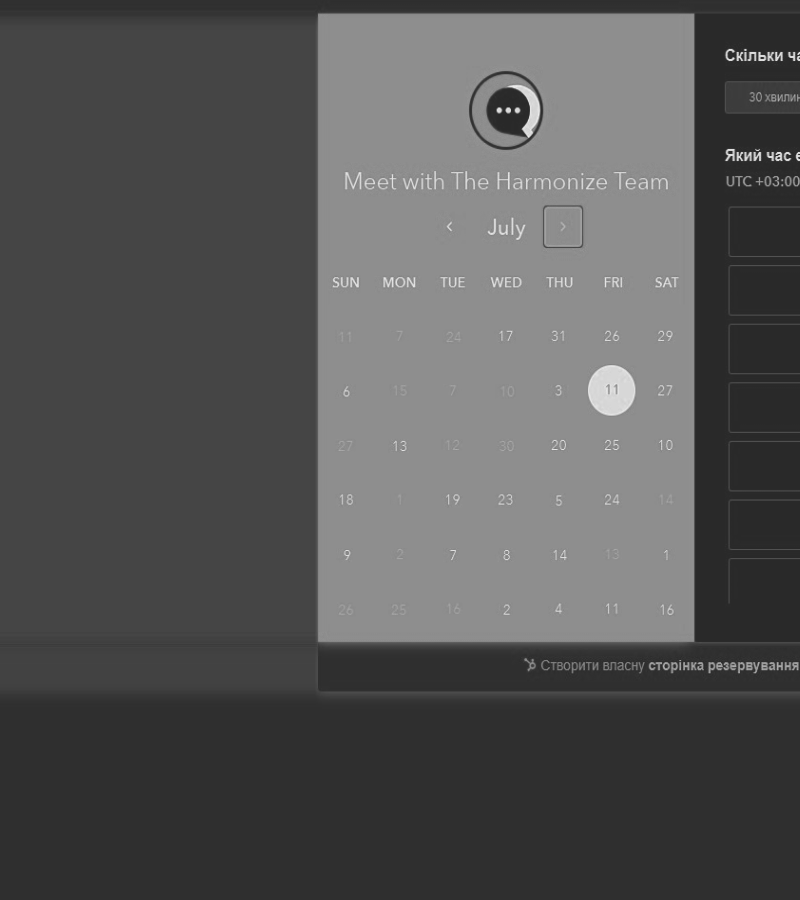 Meet with The Harmonize Team
July
SUN MON TUE WED THU FRI SAT
11 7 24 17 31 26 29
6 15 7 10 3 11 27
27 13 12 30 20 25 10
18 1 19 23 5 24 14
9 2 7 8 14 13 1
26 25 16 2 4 11 16
Скільки ча
30 хвилин
Який час є
UTC +03:00
Створити власну сторінка резервування